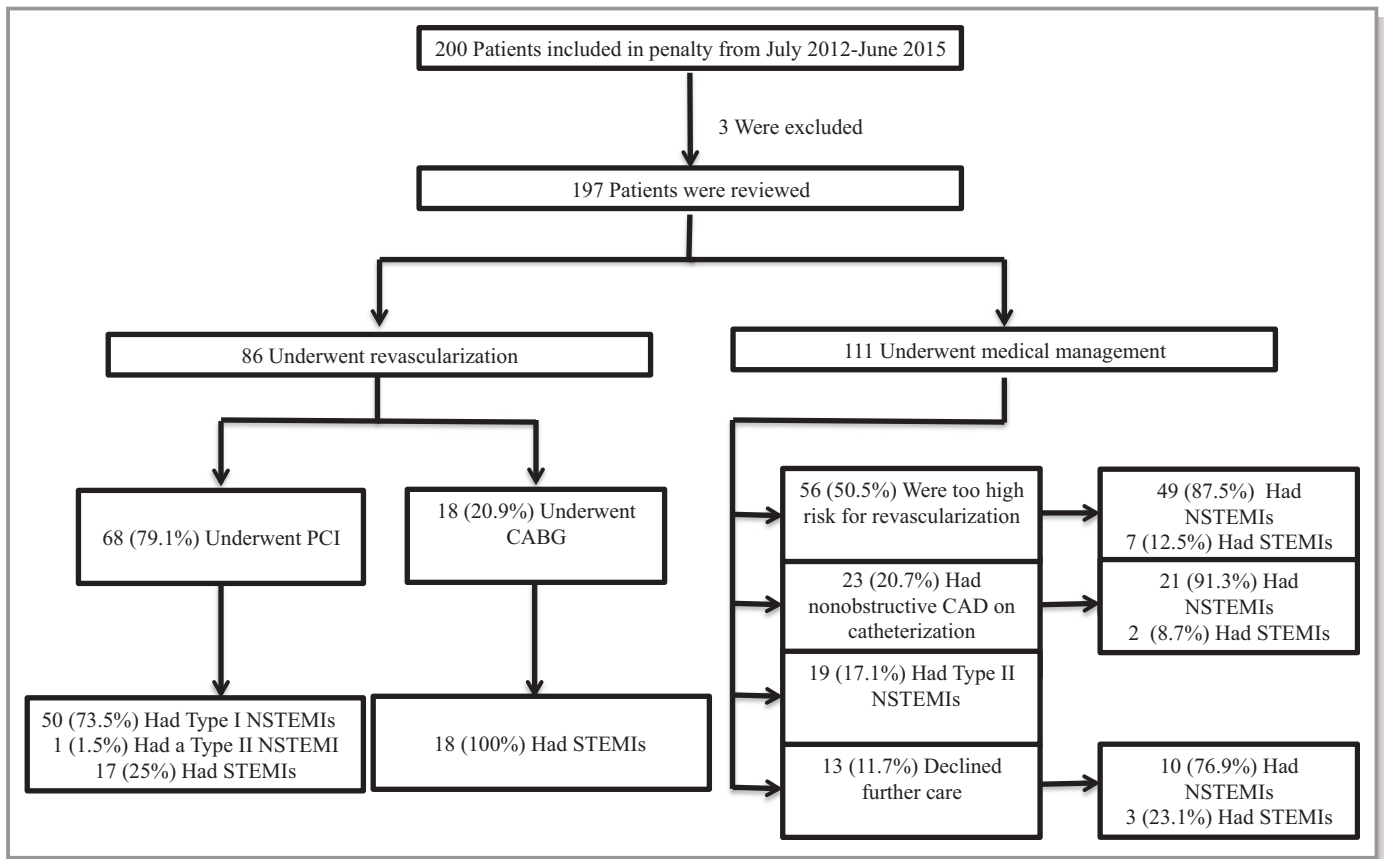 200 Patients included in penalty from July 2012-June 2015
3 Were excluded
197 Patients were reviewed
86 Underwent revascularization
111 Underwent medical management
68 (79.1%) Underwent PCI
18 (20.9%) Underwent
CABG
50 (73.5%) Had Type I NSTEMIs
1 (1.5%) Had a Type II NSTEMI
17 (25%) Had STEMIs
18 (100%) Had STEMIs
56 (50.5%) Were too high
risk for revascularization
49 (87.5%) Had
NSTEMIs
7 (12.5%) Had STEMIs
23 (20.7%) Had
nonobstructive CAD on
catheterization
21 (91.3%) Had
NSTEMIs
2 (8.7%) Had STEMIs
19 (17.1%) Had Type II
NSTEMIs
13 (11.7%) Declined
further care
10 (76.9%) Had
NSTEMIs
3 (23.1%) Had STEMIs